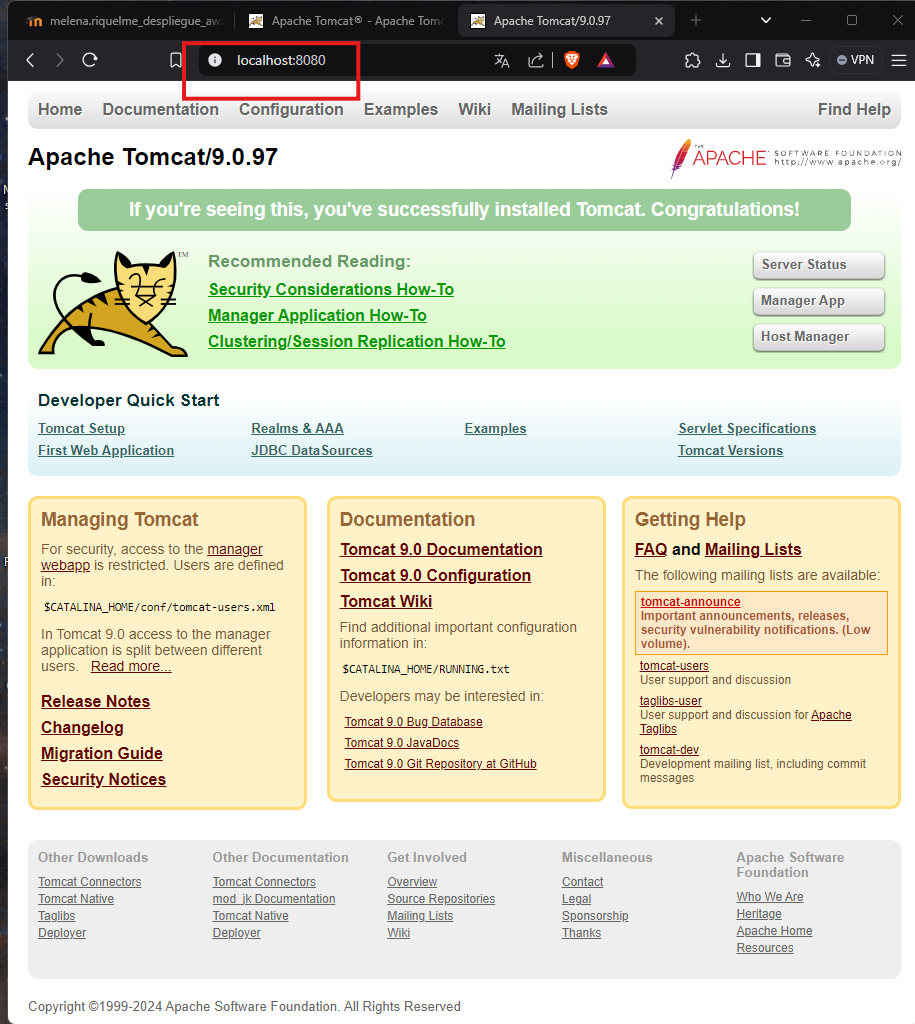 melena.riquelme_despliegue_aw
Apache Tomcat® - Apache Tomc
Apache Tomcat/9.0.97
localhost:8080
VPN
Home Documentation Configuration Examples Wiki Mailing Lists Find Help
Apache Tomcat/9.0.97
THE APACHE SOFTWARE FOUNDATION
http://www.apache.org/
If you're seeing this, you've successfully installed Tomcat. Congratulations!
TM
Recommended Reading:
Security Considerations How-To
Manager Application How-To
Clustering/Session Replication How-To
Server Status
Manager App
Host Manager
Developer Quick Start
Tomcat Setup
First Web Application
Realms & AAA
JDBC DataSources
Examples
Servlet Specifications
Tomcat Versions
Managing Tomcat
For security, access to the manager
webapp is restricted. Users are defined
in:
$CATALINA_HOME/conf/tomcat-users.xml
In Tomcat 9.0 access to the manager
application is split between different
users. Read more...
Release Notes
Changelog
Migration Guide
Security Notices
Documentation
Tomcat 9.0 Documentation
Tomcat 9.0 Configuration
Tomcat Wiki
Find additional important configuration
information in:
$CATALINA_HOME/RUNNING.txt
Developers may be interested in:
Tomcat 9.0 Bug Database
Tomcat 9.0 JavaDocs
Tomcat 9.0 Git Repository at GitHub
Getting Help
FAQ and Mailing Lists
The following mailing lists are available:
tomcat-announce
Important announcements, releases,
security vulnerability notifications. (Low
volume).
tomcat-users
User support and discussion
taglibs-user
User support and discussion for Apache
Taglibs
tomcat-dev
Development mailing list, including commit
messages
Other Downloads
Tomcat Connectors
Tomcat Native
Taglibs
Deployer
Other Documentation
Tomcat Connectors
mod_jk Documentation
Tomcat Native
Deployer
Get Involved
Overview
Source Repositories
Mailing Lists
Wiki
Miscellaneous
Contact
Legal
Sponsorship
Thanks
Apache Software
Foundation
Who We Are
Heritage
Apache Home
Resources
Copyright ©1999-2024 Apache Software Foundation. All Rights Reserved